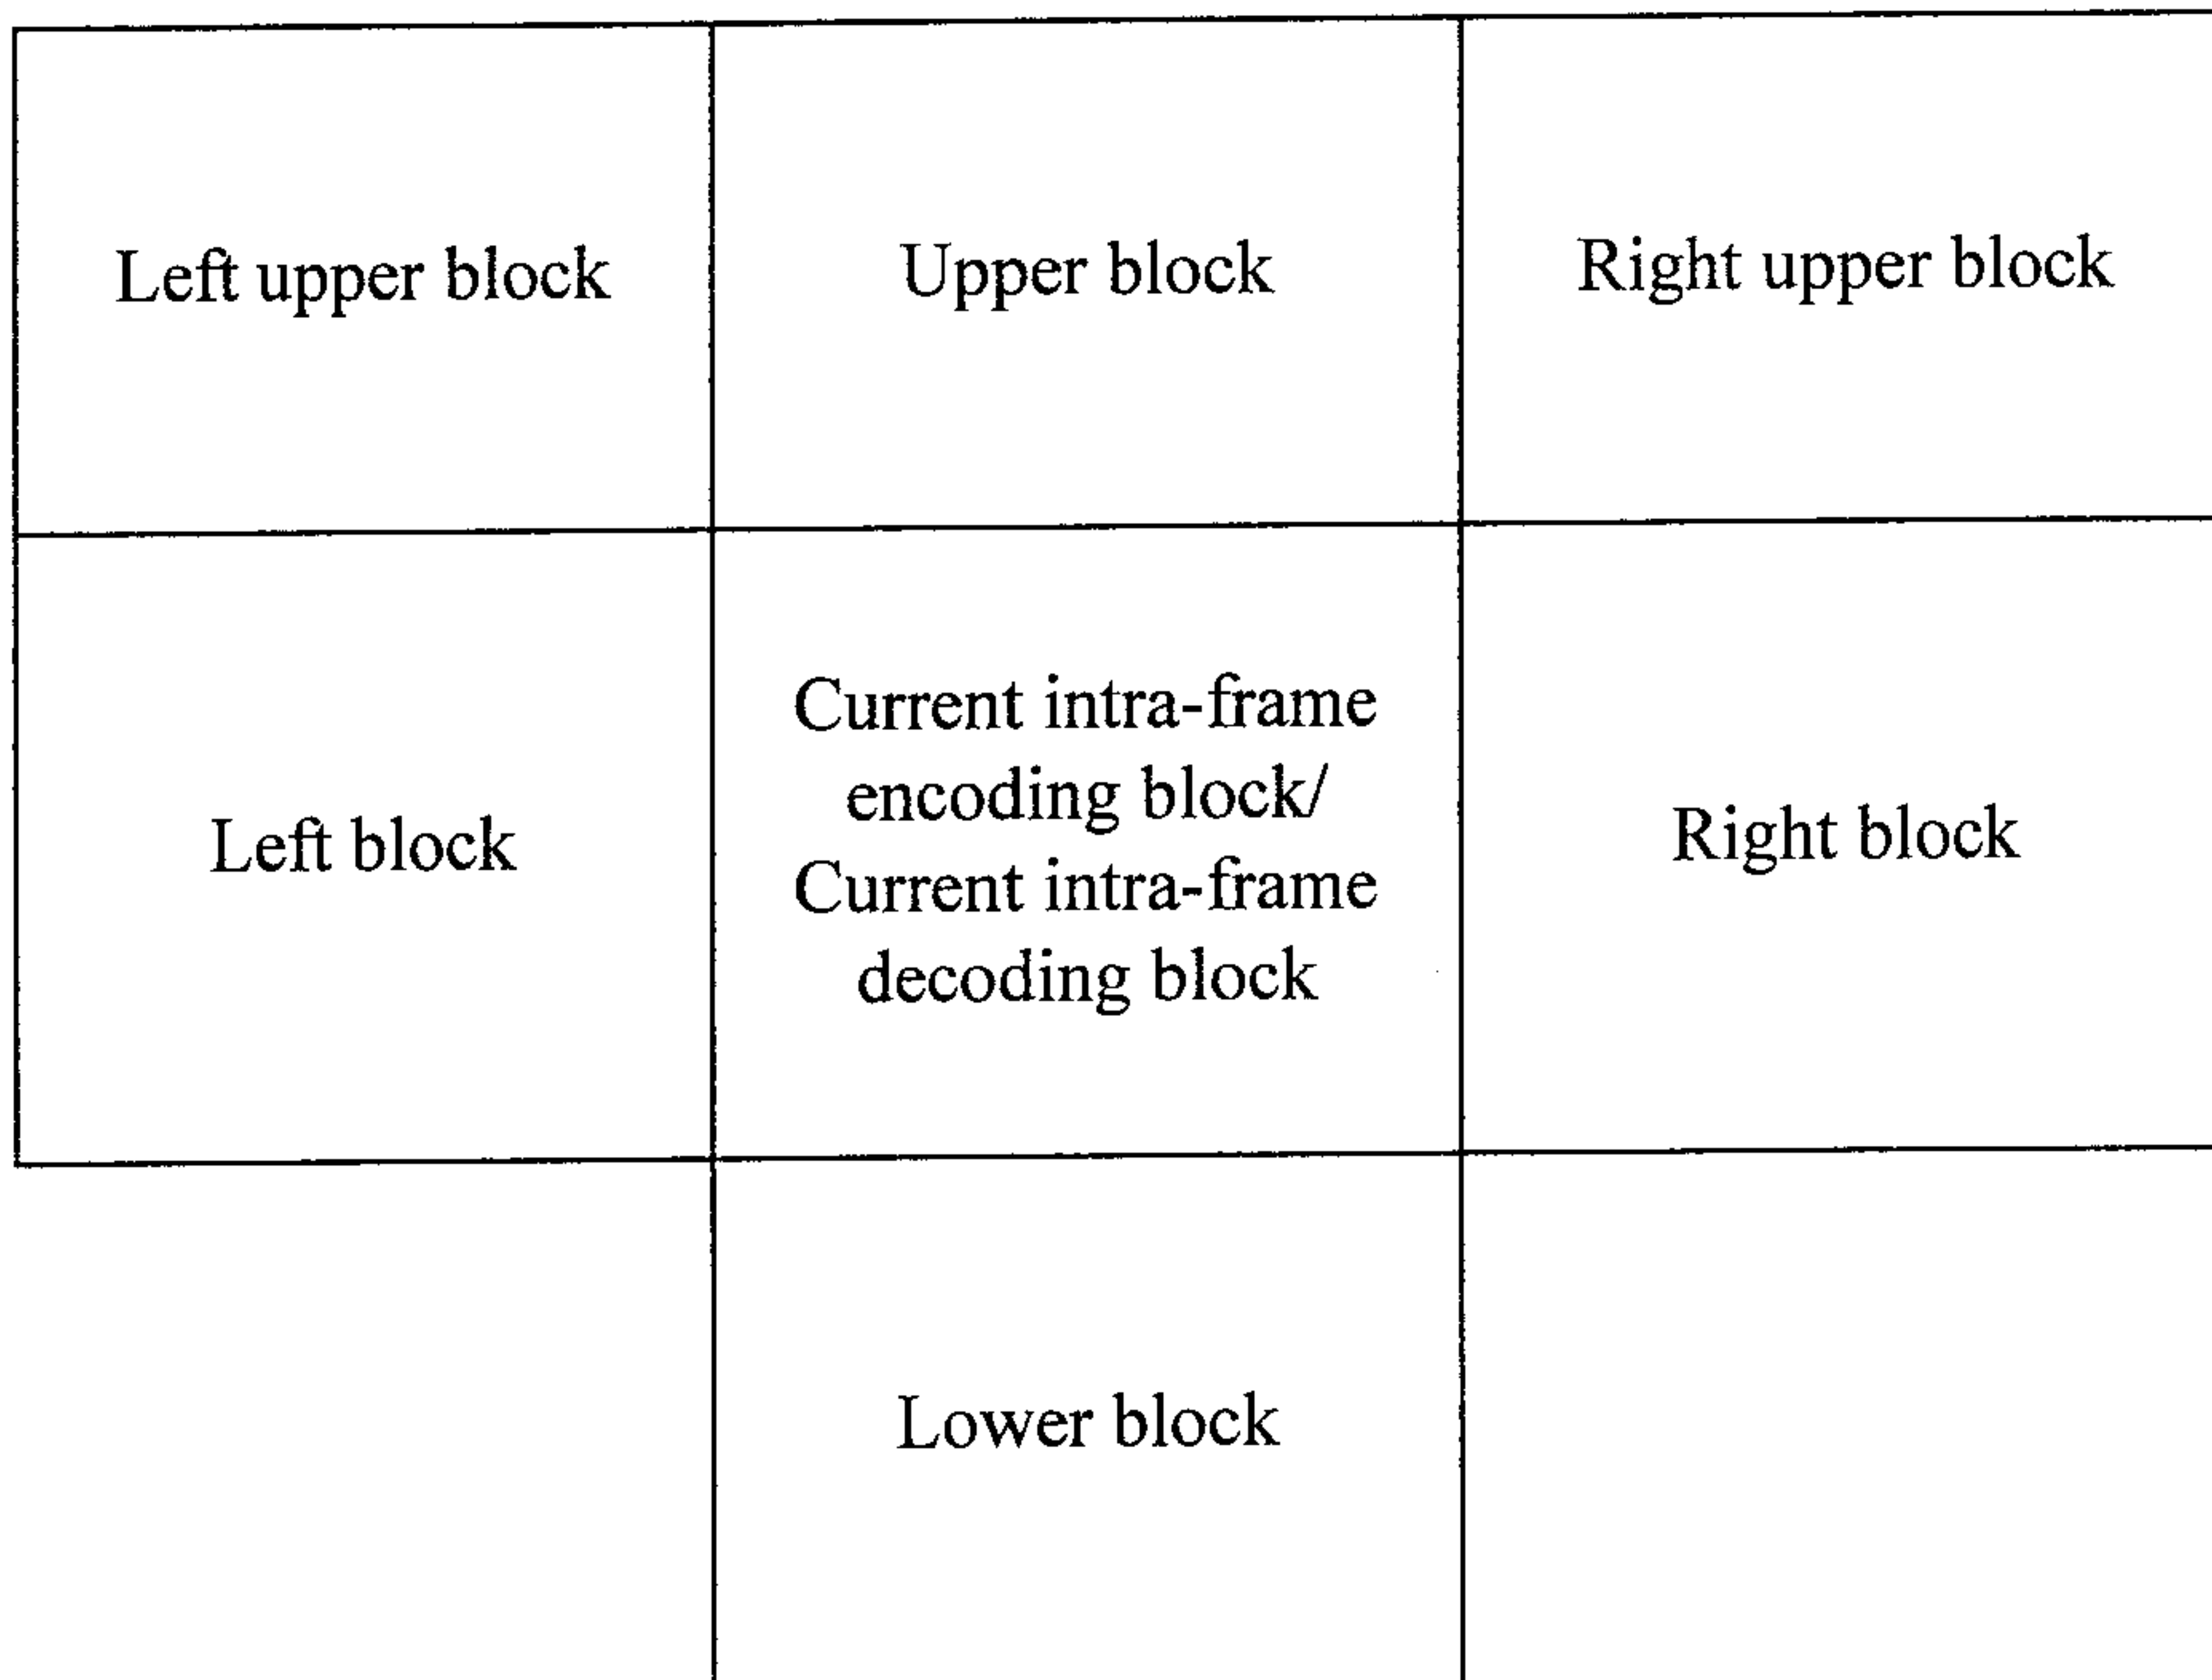 Left upper block
Upper block
Right upper block
Left block
Current intra-frame
encoding block/
Current intra-frame
decoding block
Right block
Lower block